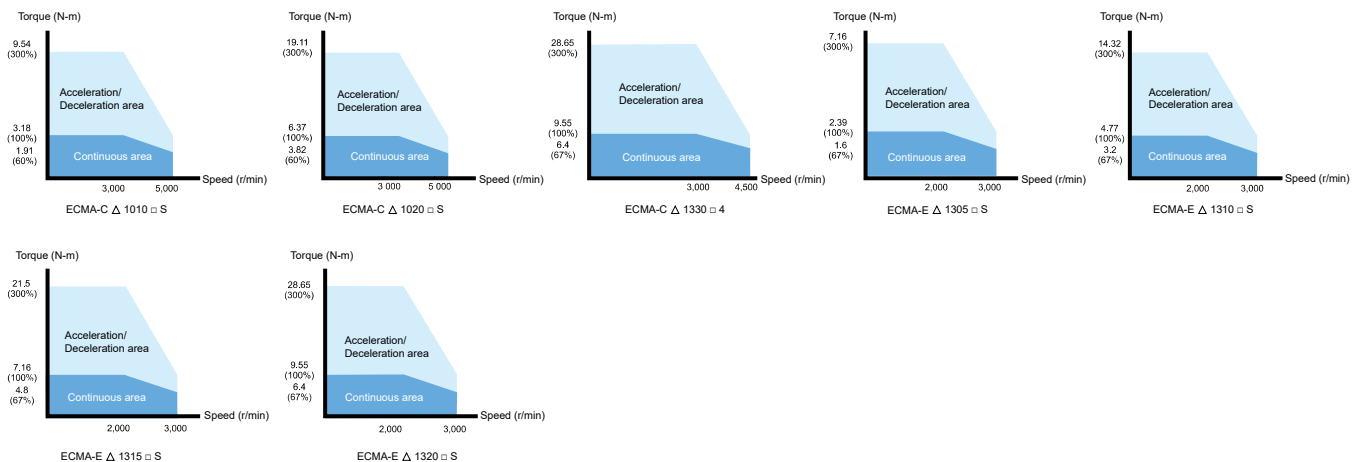 Torque (N-m)
9.54
(300%)
Acceleration/
Deceleration area
3.18
(100%)
1.91
(60%)
Continuous area
Speed (r/min)
3,000
5,000
ECMA-C △ 1010 □ S
Torque (N-m)
19.11
(300%)
Acceleration/
Deceleration area
6.37
(100%)
3.82
(60%)
Continuous area
Speed (r/min)
3 000
5 000
ECMA-C △ 1020 □ S
Torque (N-m)
28.65
(300%)
Acceleration/
Deceleration area
9.55
(100%)
6.4
(67%)
Continuous area
Speed (r/min)
3,000
4,500
ECMA-C △ 1330 □ 4
Torque (N-m)
7.16
(300%)
Acceleration/
Deceleration area
2.39
(100%)
1.6
(67%)
Continuous area
Speed (r/min)
2,000
3,000
ECMA-E △ 1305 □ S
Torque (N-m)
14.32
(300%)
Acceleration/
Deceleration area
4.77
(100%)
3.2
(67%)
Continuous area
Speed (r/min)
2,000
3,000
ECMA-E △ 1310 □ S
Torque (N-m)
21.5
(300%)
Acceleration/
Deceleration area
7.16
(100%)
4.8
(67%)
Continuous area
Speed (r/min)
2,000
3,000
ECMA-E △ 1315 □ S
Torque (N-m)
28.65
(300%)
Acceleration/
Deceleration area
9.55
(100%)
6.4
(67%)
Continuous area
Speed (r/min)
2,000
3,000
ECMA-E △ 1320 □ S